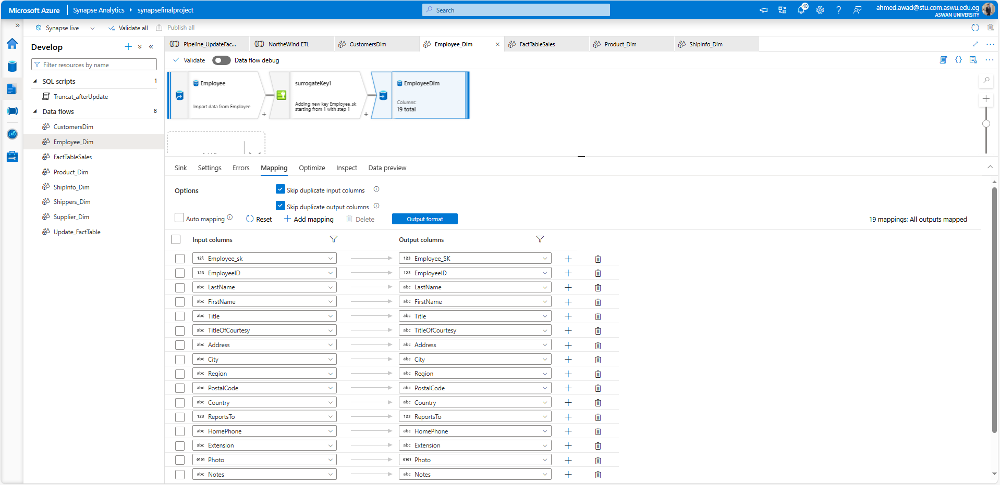 Microsoft Azure
Synapse Analytics
synapsefinalproject
Search
40
ahmed.awad@stu.com.aswu.edu.eg
ASWAN UNIVERSITY
Synapse live
Validate all
Publish all
Develop
Filter resources by name
SQL scripts 1
Truncat_afterUpdate
Data flows 8
CustomersDim
Employee_Dim
FactTableSales
Product_Dim
ShipInfo_Dim
Shippers_Dim
Supplier_Dim
Update_FactTable
Pipeline_UpdateFac...
NortheWind ETL
CustomersDim
Employee_Dim
FactTableSales
Product_Dim
ShipInfo_Dim
Validate
Data flow debug
Employee
Import data from Employee
surrogateKey1
Adding new key Employee_sk
starting from 1 with step 1
EmployeeDim
Columns:
19 total
Sink
Settings
Errors
Mapping
Optimize
Inspect
Data preview
Options
Skip duplicate input columns
Skip duplicate output columns
Auto mapping
Reset
Add mapping
Delete
Output format
19 mappings: All outputs mapped
Input columns
Output columns
12l Employee_sk 123 Employee_SK
123 EmployeeID 123 EmployeeID
abc LastName abc LastName
abc FirstName abc FirstName
abc Title abc Title
abc TitleOfCourtesy abc TitleOfCourtesy
abc Address abc Address
abc City abc City
abc Region abc Region
abc PostalCode abc PostalCode
abc Country abc Country
123 ReportsTo 123 ReportsTo
abc HomePhone abc HomePhone
abc Extension abc Extension
0101 Photo 0101 Photo
abc Notes abc Notes